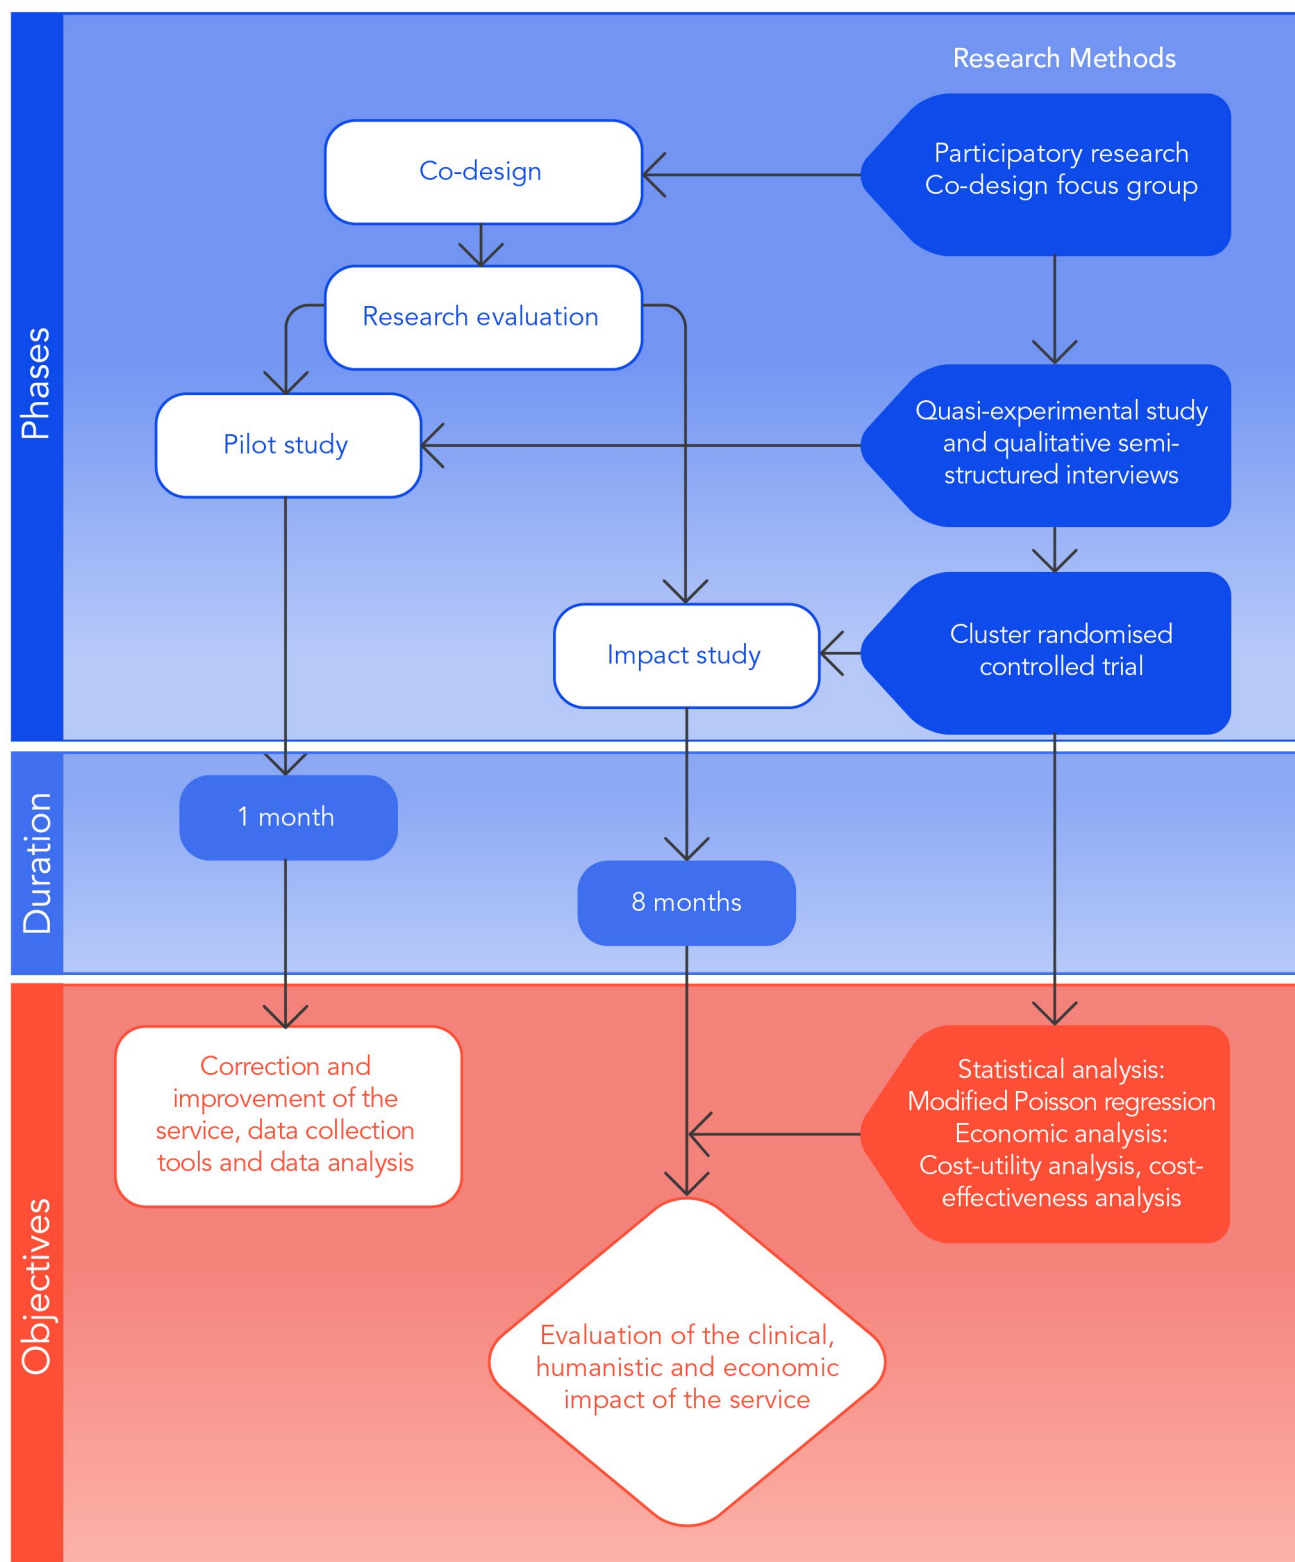 Phases
Research Methods
Participatory research
Co-design focus group
Co-design
Research evaluation
Quasi-experimental study
and qualitative semi-
structured interviews
Pilot study
Cluster randomised
controlled trial
Impact study
Duration
1 month
8 months
Objectives
Correction and
improvement of the
service, data collection
tools and data analysis
Statistical analysis:
Modified Poisson regression
Economic analysis:
Cost-utility analysis, cost-
effectiveness analysis
Evaluation of the clinical,
humanistic and economic
impact of the service